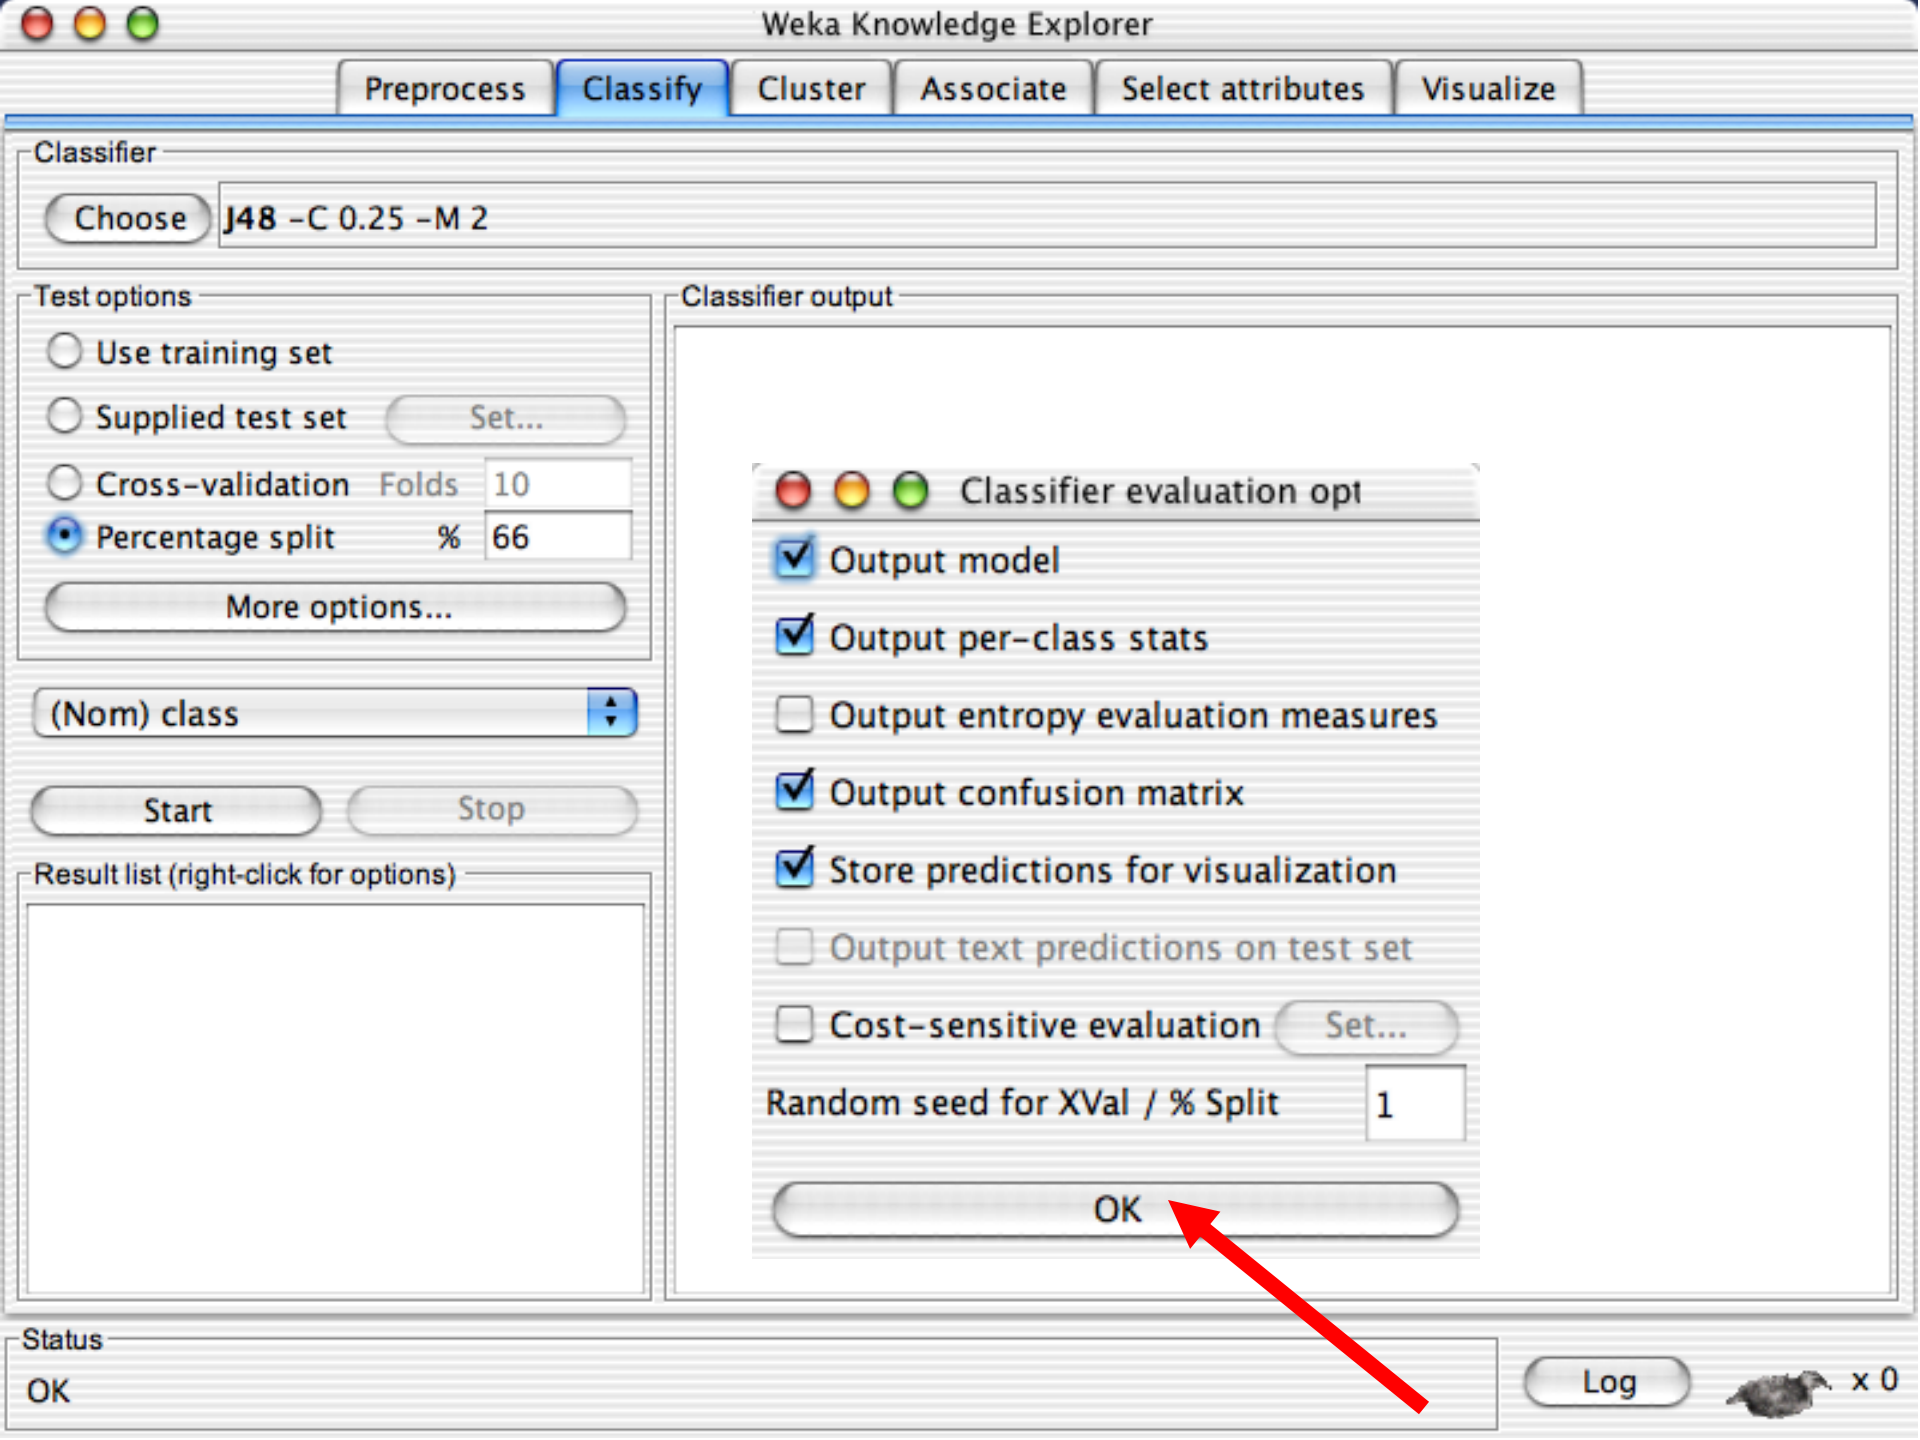 Weka Knowledge Explorer
Preprocess Classify Cluster Associate Select attributes Visualize
Classifier
Choose J48 -C 0.25 -M 2
Test options
Use training set
Supplied test set Set...
Cross-validation Folds 10
Percentage split % 66
More options...
(Nom) class
Start Stop
Result list (right-click for options)
Classifier output
Classifier evaluation opt
Output model
Output per-class stats
Output entropy evaluation measures
Output confusion matrix
Store predictions for visualization
Output text predictions on test set
Cost-sensitive evaluation Set...
Random seed for XVal / % Split 1
OK
Status
OK
Log x 0